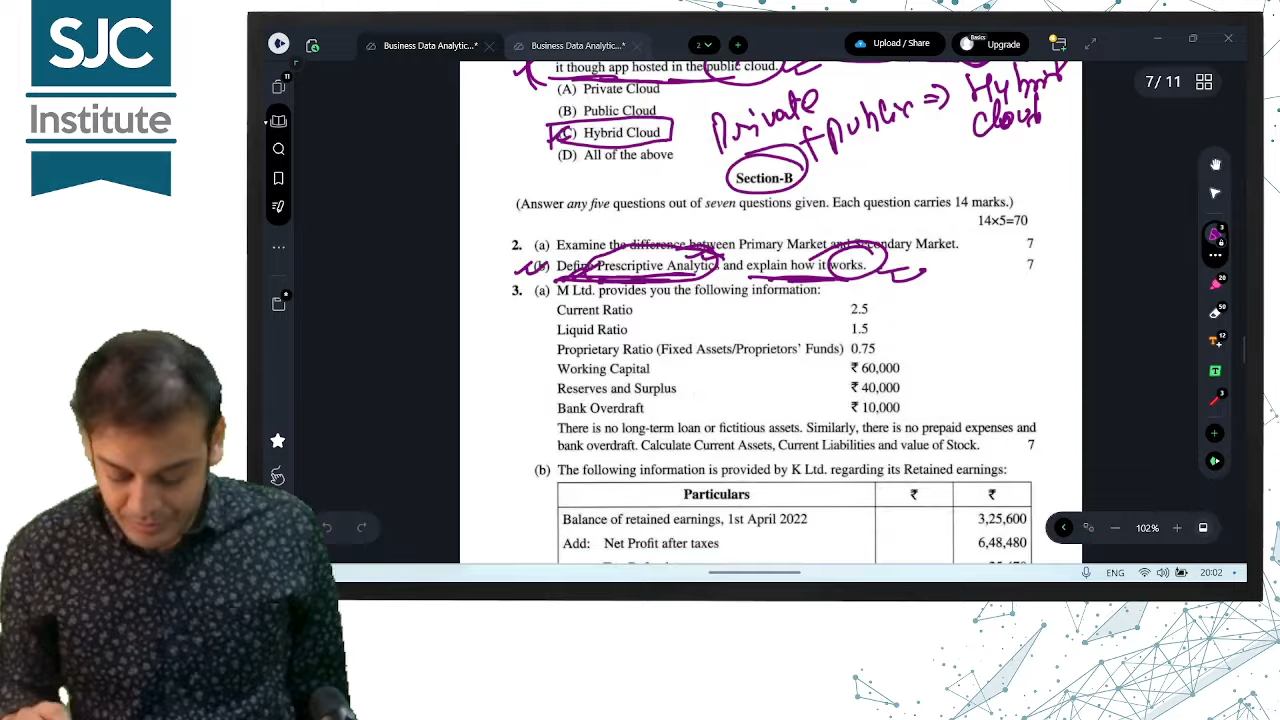 SJC
Institute
Business Data Analytic...*
Business Data Analytic...*
2
Upload / Share
Basics
Upgrade
it though app hosted in the public cloud.
(A) Private Cloud
(B) Public Cloud
(C) Hybrid Cloud
(D) All of the above
Private
+ Public ⇒ Hybrid
Cloud
7 / 11
Section-B
(Answer any five questions out of seven questions given. Each question carries 14 marks.)
14×5=70
2. (a) Examine the difference between Primary Market and Secondary Market. 7
(b) Define Prescriptive Analytics and explain how it works. 7
3. (a) M Ltd. provides you the following information:
Current Ratio 2.5
Liquid Ratio 1.5
Proprietary Ratio (Fixed Assets/Proprietors' Funds) 0.75
Working Capital ₹ 60,000
Reserves and Surplus ₹ 40,000
Bank Overdraft ₹ 10,000
There is no long-term loan or fictitious assets. Similarly, there is no prepaid expenses and
bank overdraft. Calculate Current Assets, Current Liabilities and value of Stock. 7
(b) The following information is provided by K Ltd. regarding its Retained earnings:
Particulars ₹ ₹
Balance of retained earnings, 1st April 2022 3,25,600
Add: Net Profit after taxes 6,48,480
102%
ENG
20:02